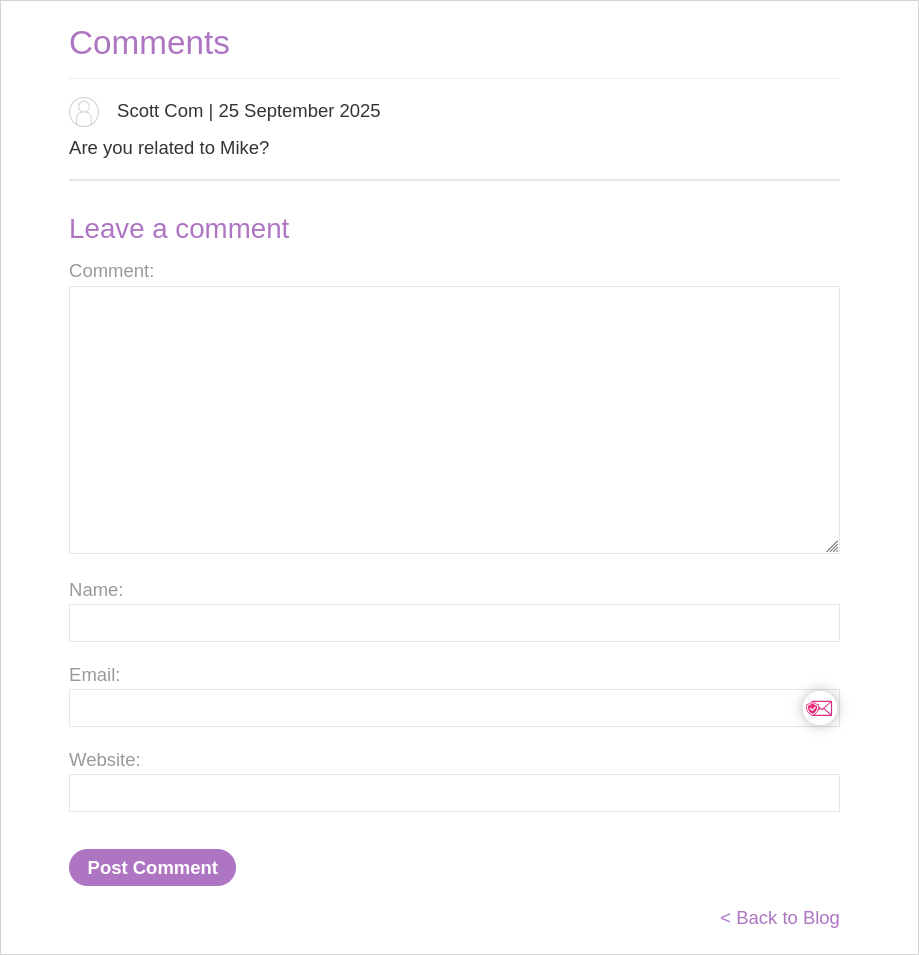 Comments
Scott Com | 25 September 2025
Are you related to Mike?
Leave a comment
Comment:
Name:
Email:
Website:
Post Comment
< Back to Blog